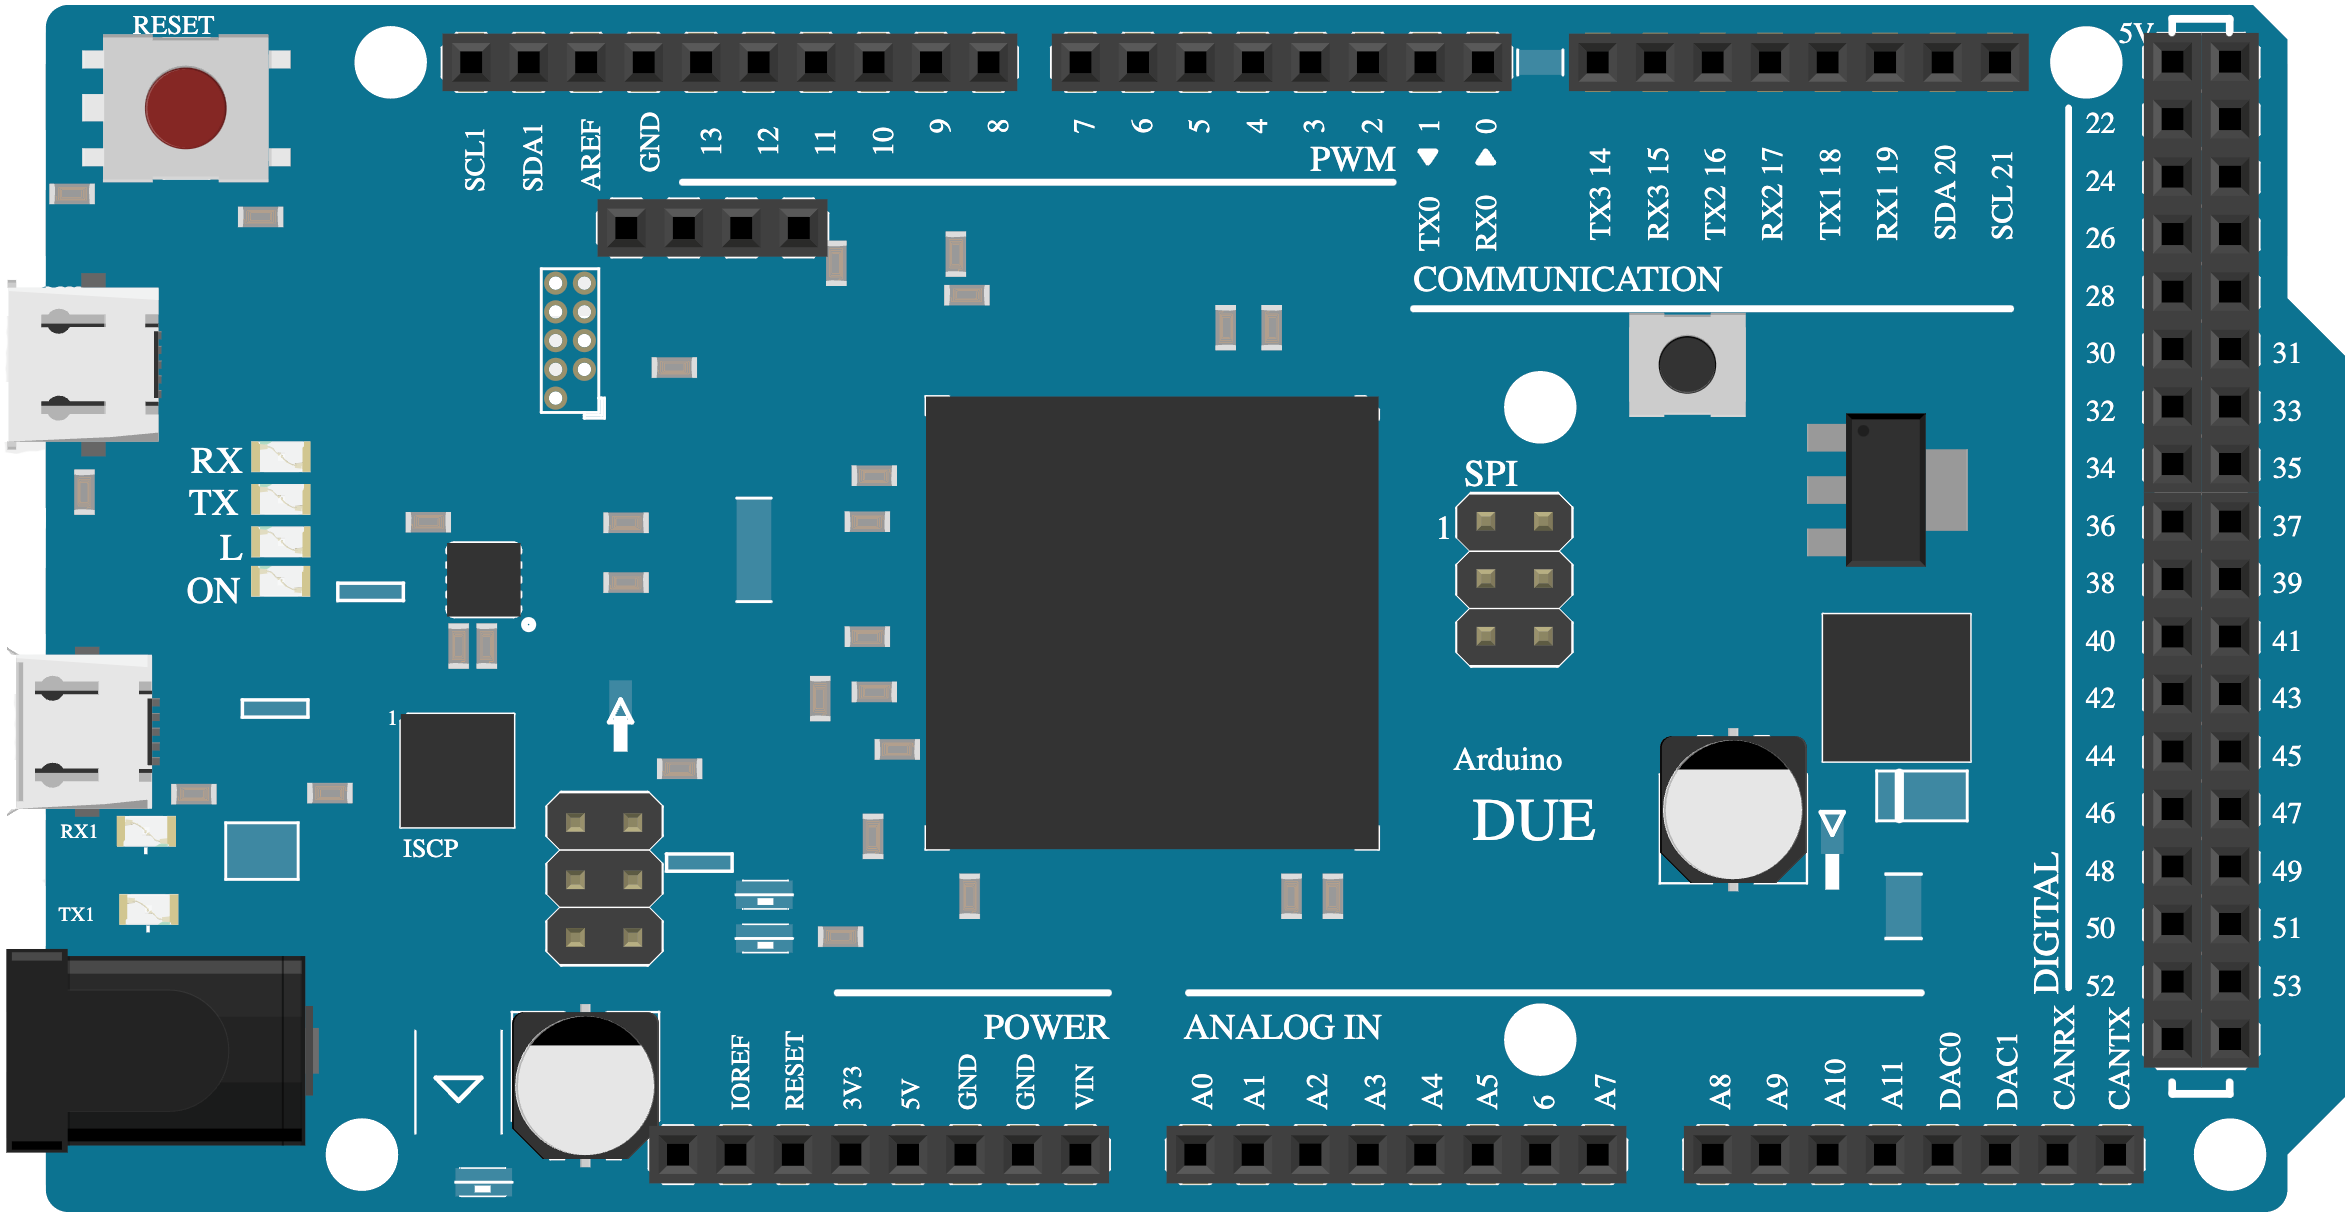 RESET
5V
SCL1
SDA1
AREF
GND
13
12
11
10
9
8
7
6
5
4
3
2
1
0
PWM
TX0
RX0
TX3 14
RX3 15
TX2 16
RX2 17
TX1 18
RX1 19
SDA 20
SCL 21
COMMUNICATION
22
24
26
28
30 31
32 33
34 35
36 37
38 39
40 41
42 43
44 45
46 47
48 49
50 51
52 53
DIGITAL
RX
TX
L
ON
SPI
1
1
ISCP
Arduino
DUE
RX1
TX1
POWER
ANALOG IN
IOREF
RESET
3V3
5V
GND
GND
VIN
A0
A1
A2
A3
A4
A5
6
A7
A8
A9
A10
A11
DAC0
DAC1
CANRX
CANTX